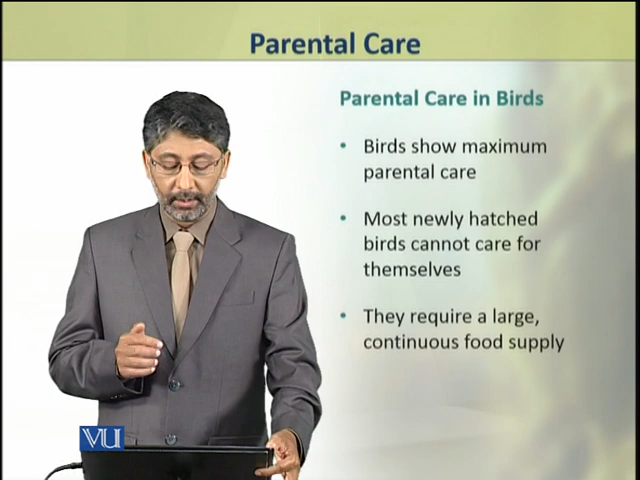 Parental Care
Parental Care in Birds
• Birds show maximum
parental care
• Most newly hatched
birds cannot care for
themselves
• They require a large,
continuous food supply
VU